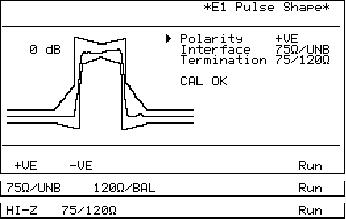 *E1 Pulse Shape*
0 dB
Polarity +VE
Interface 75Ω/UNB
Termination 75/120Ω
CAL OK
+VE -VE Run
75Ω/UNB 120Ω/BAL Run
HI-Z 75/120Ω Run